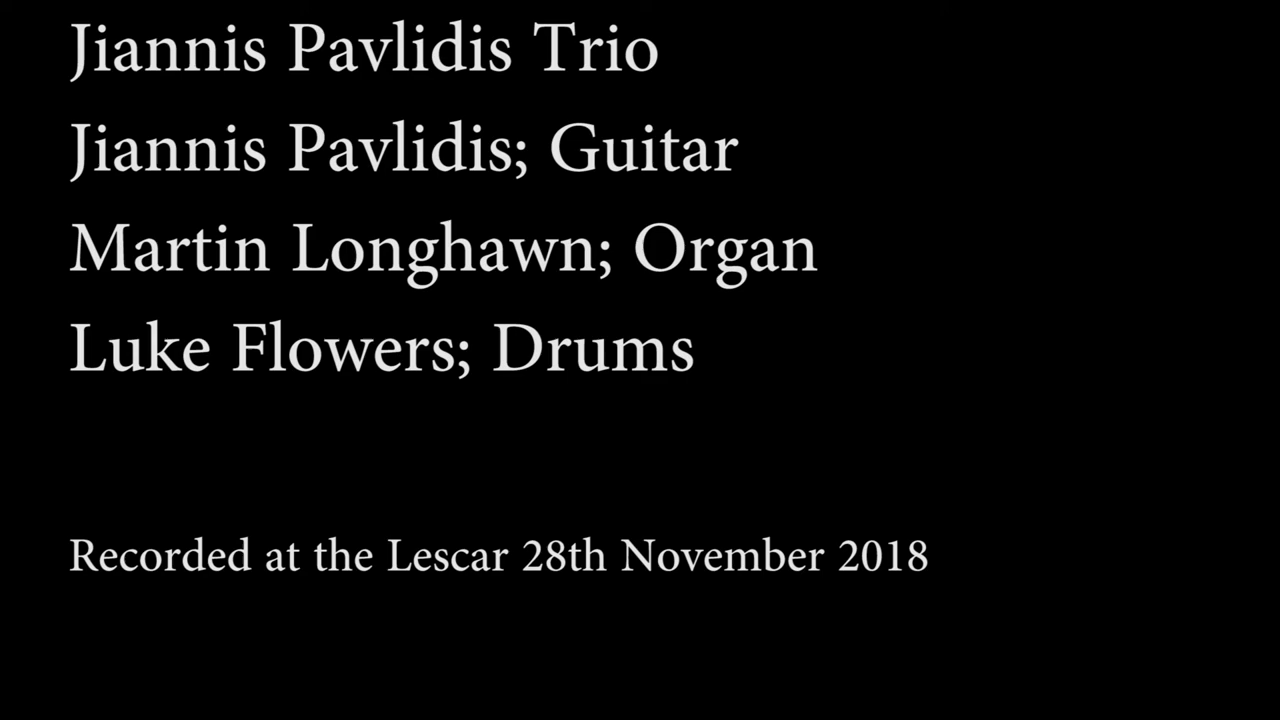 Jiannis Pavlidis Trio
Jiannis Pavlidis; Guitar
Martin Longhawn; Organ
Luke Flowers; Drums
Recorded at the Lescar 28th November 2018